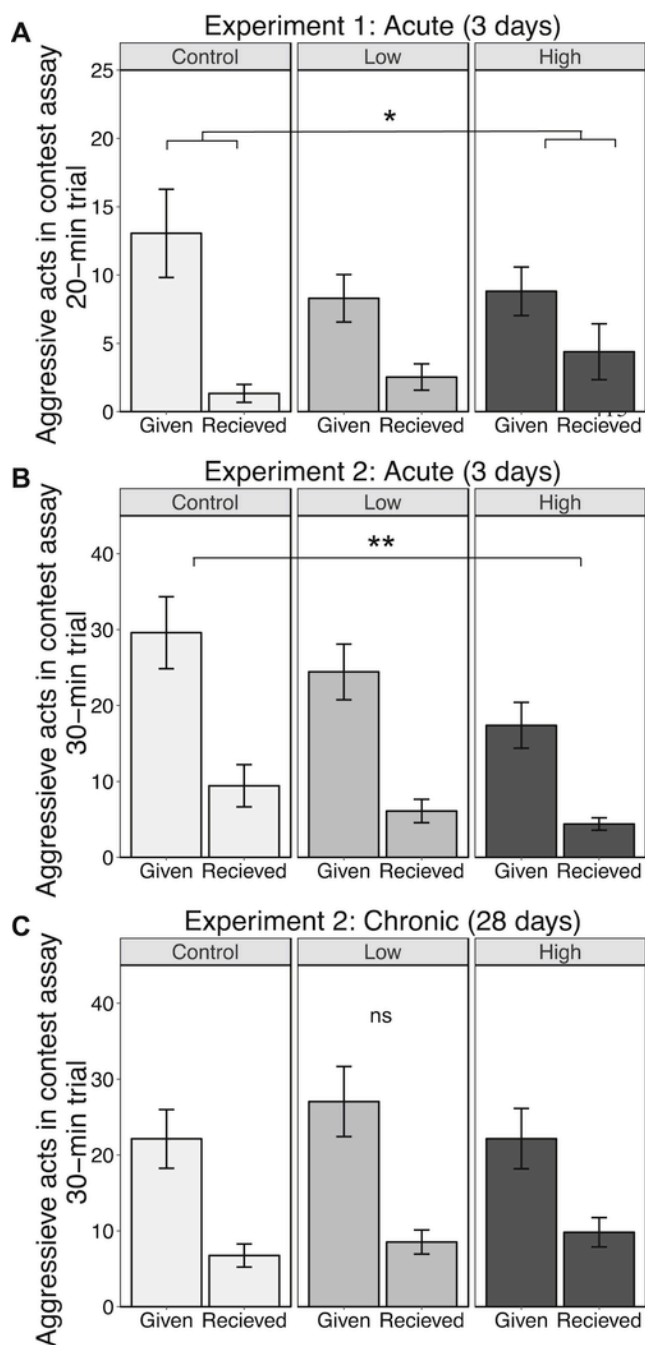 A
Experiment 1: Acute (3 days)
Control
Low
High
Aggressive acts in contest assay
20-min trial
25
20
15
10
5
0
*
Given
Recieved
Given
Recieved
Given
Recieved
B
Experiment 2: Acute (3 days)
Control
Low
High
Aggressieve acts in contest assay
30-min trial
40
30
20
10
0
**
Given
Recieved
Given
Recieved
Given
Recieved
C
Experiment 2: Chronic (28 days)
Control
Low
High
Aggressieve acts in contest assay
30-min trial
40
30
20
10
0
ns
Given
Recieved
Given
Recieved
Given
Recieved